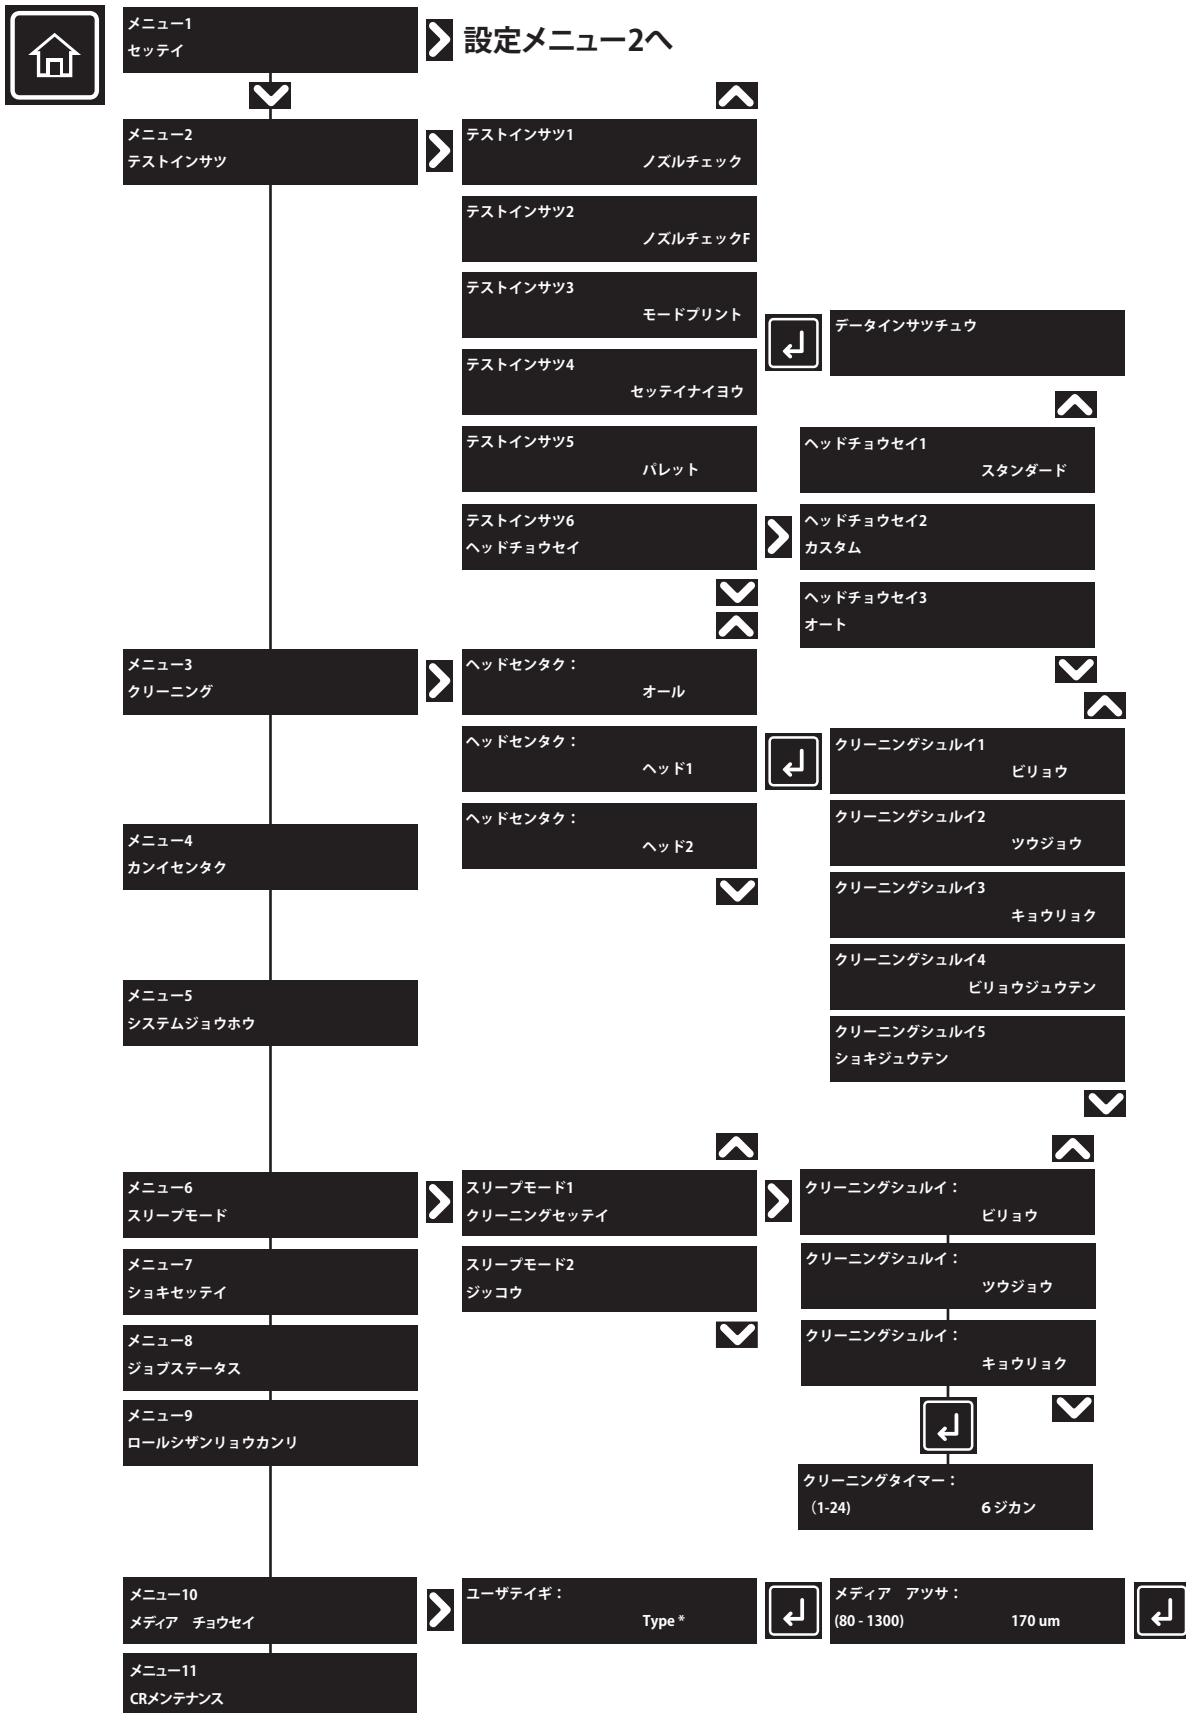 メニュー1
セッテイ
設定メニュー2へ
メニュー2
テストインサツ
テストインサツ1
ノズルチェック
テストインサツ2
ノズルチェックF
テストインサツ3
モードプリント
データインサツチュウ
テストインサツ4
セッテイナイヨウ
テストインサツ5
パレット
テストインサツ6
ヘッドチョウセイ
ヘッドチョウセイ1
スタンダード
ヘッドチョウセイ2
カスタム
ヘッドチョウセイ3
オート
メニュー3
クリーニング
ヘッドセンタク：
オール
ヘッドセンタク：
ヘッド1
ヘッドセンタク：
ヘッド2
クリーニングシュルイ1
ビリョウ
クリーニングシュルイ2
ツウジョウ
クリーニングシュルイ3
キョウリョク
クリーニングシュルイ4
ビリョウジュウテン
クリーニングシュルイ5
ショキジュウテン
メニュー4
カンイセンタク
メニュー5
システムジョウホウ
メニュー6
スリープモード
スリープモード1
クリーニングセッテイ
スリープモード2
ジッコウ
クリーニングシュルイ：
ビリョウ
クリーニングシュルイ：
ツウジョウ
クリーニングシュルイ：
キョウリョク
クリーニングタイマー：
（1-24) 6 ジカン
メニュー7
ショキセッテイ
メニュー8
ジョブステータス
メニュー9
ロールシザンリョウカンリ
メニュー10
メディア　チョウセイ
ユーザテイギ：
Type *
メディア　アツサ：
(80 - 1300) 170 um
メニュー11
CRメンテナンス